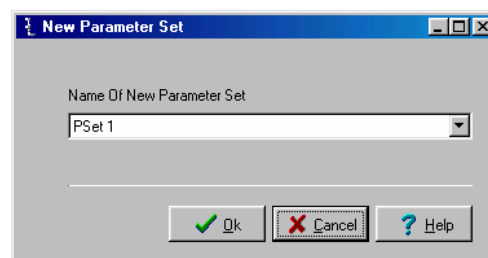 New Parameter Set
Name Of New Parameter Set
PSet 1
Ok Cancel Help